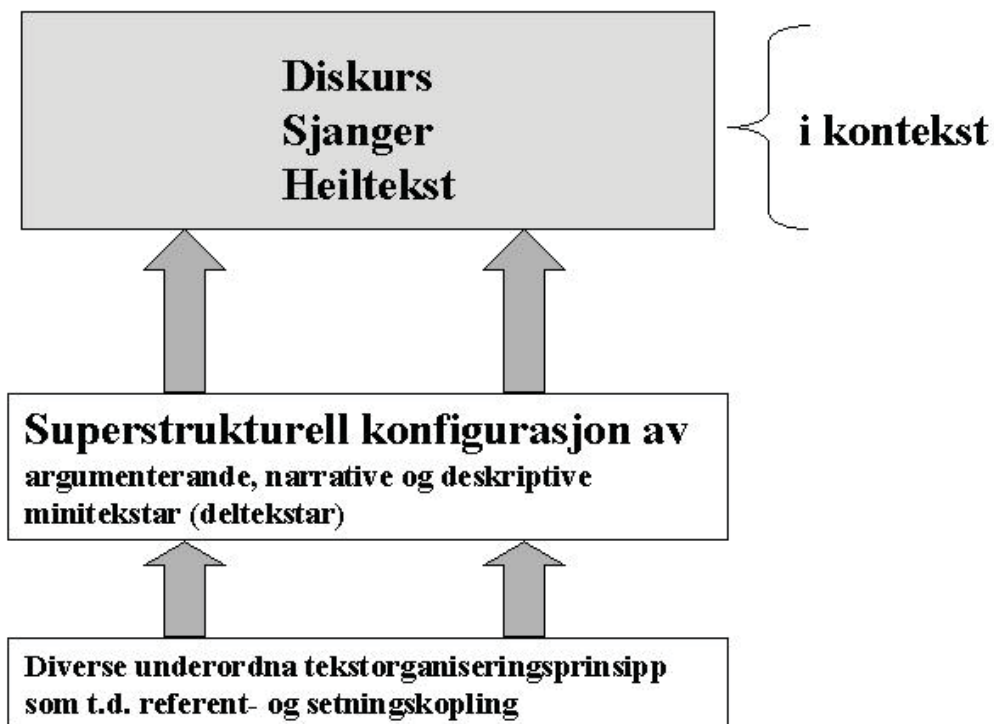 Diskurs
Sjanger
Heiltekst
i kontekst
Superstrukturell konfigurasjon av
argumenterande, narrative og deskriptive
minitekstar (deltekstar)
Diverse underordna tekstorganiseringsprinsipp
som t.d. referent- og setningskopling